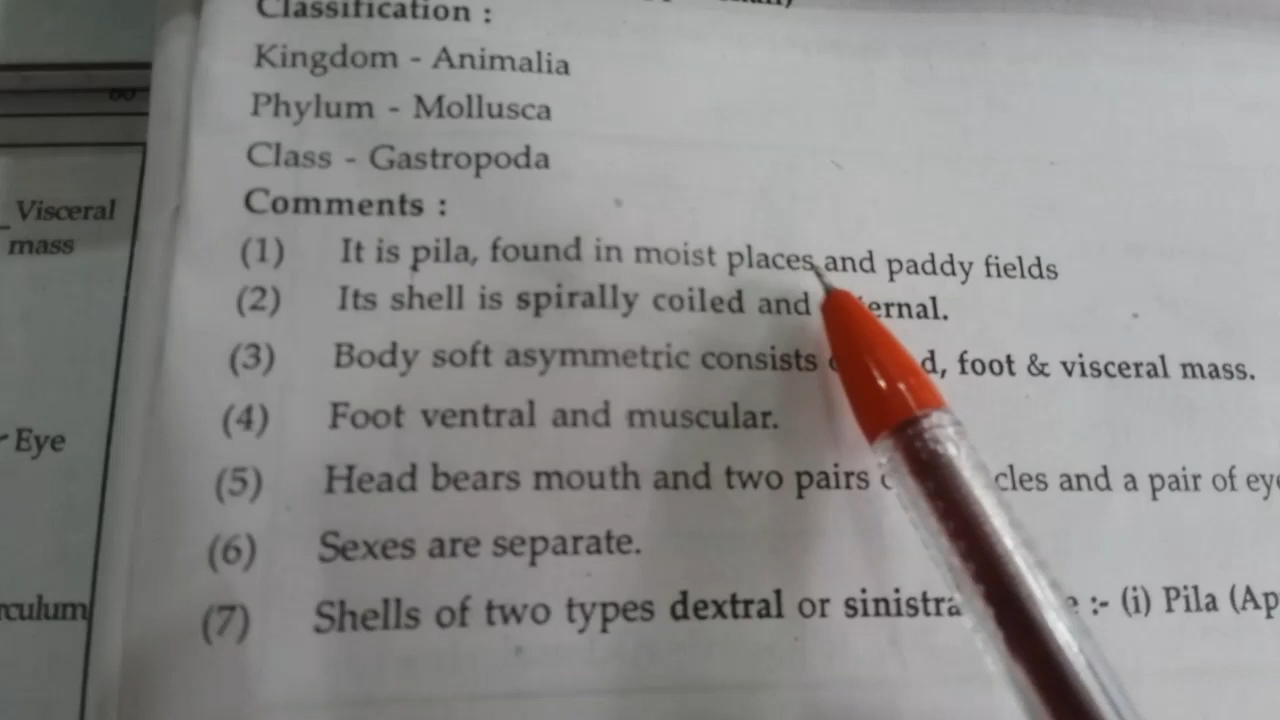 Classification :
Kingdom - Animalia
Phylum - Mollusca
Class - Gastropoda
Comments :
(1) It is pila, found in moist places and paddy fields
(2) Its shell is spirally coiled and ernal.
(3) Body soft asymmetric consists d, foot & visceral mass.
(4) Foot ventral and muscular.
(5) Head bears mouth and two pairs cles and a pair of eye
(6) Sexes are separate.
(7) Shells of two types dextral or sinistra e :- (i) Pila (Ap
Visceral
mass
Eye
rculum